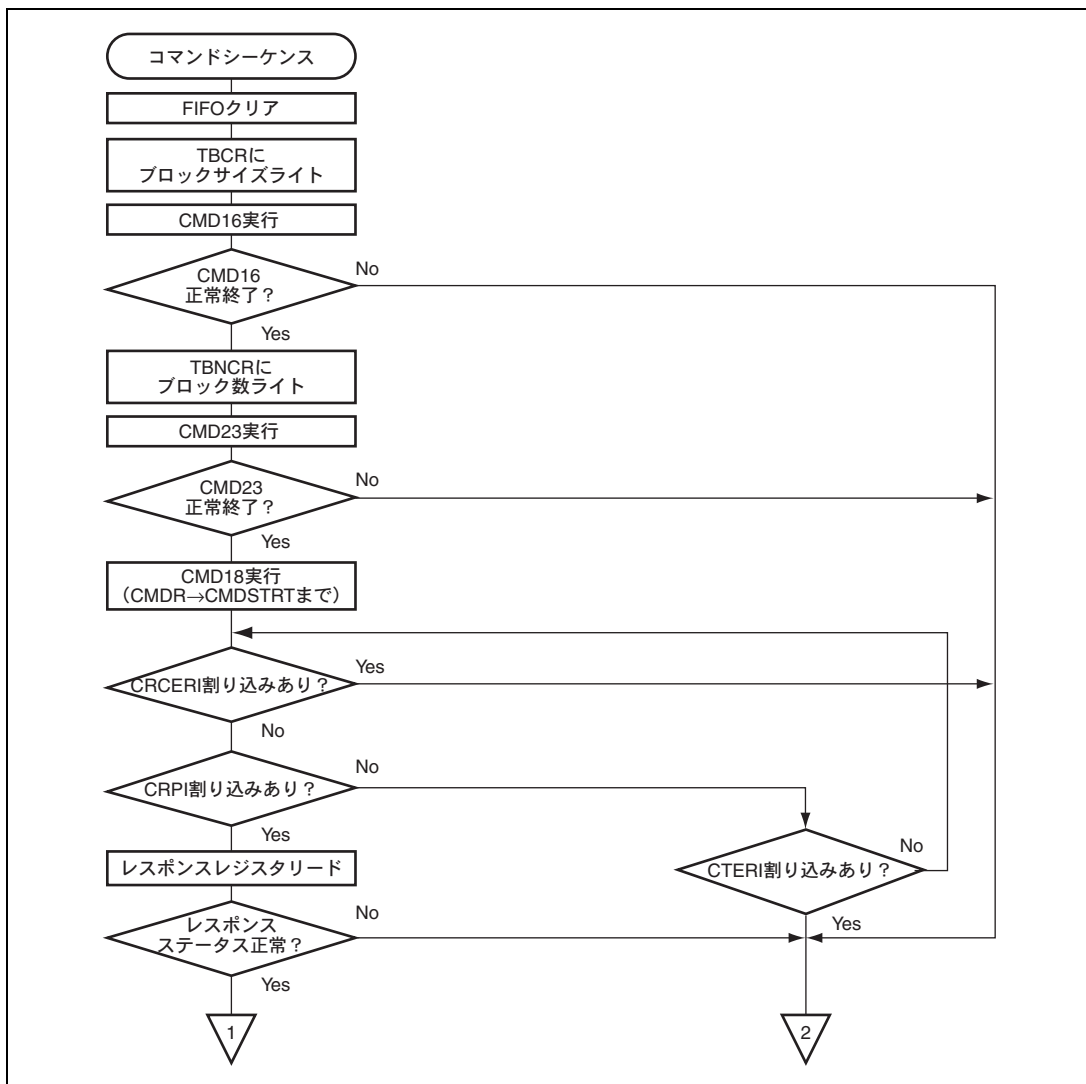 コマンドシーケンス
FIFOクリア
TBCRに
ブロックサイズライト
CMD16実行
CMD16
正常終了？
No
Yes
TBNCRに
ブロック数ライト
CMD23実行
CMD23
正常終了？
No
Yes
CMD18実行
（CMDR→CMDSTRTまで）
CRCERI割り込みあり？
Yes
No
CRPI割り込みあり？
No
Yes
レスポンスレジスタリード
CTERI割り込みあり？
No
Yes
レスポンス
ステータス正常？
No
Yes
1
2